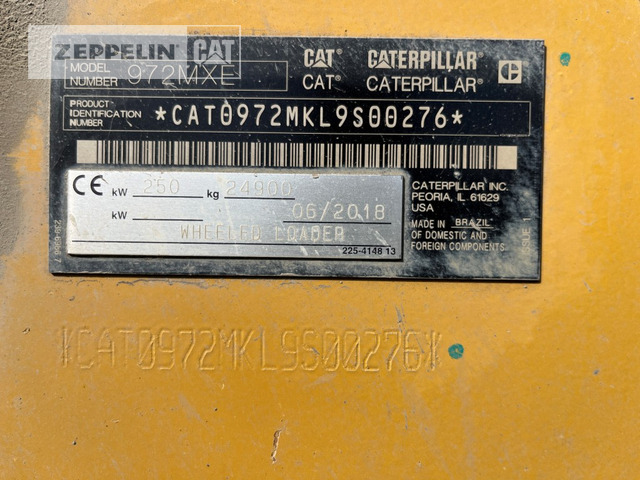 ZEPPELIN CAT
CAT CATERPILLAR
CAT® CATERPILLAR®
MODEL NUMBER 972MXE
PRODUCT IDENTIFICATION NUMBER *CAT0972MKL9S00276*
CE kW 250 kg 24900
kW 06/2018
WHEELED LOADER
225-4148 13
CATERPILLAR INC.
PEORIA, IL 61629
USA
MADE IN BRAZIL
OF DOMESTIC AND
FOREIGN COMPONENTS
ISSUE 1
*CAT0972MKL9S00276*